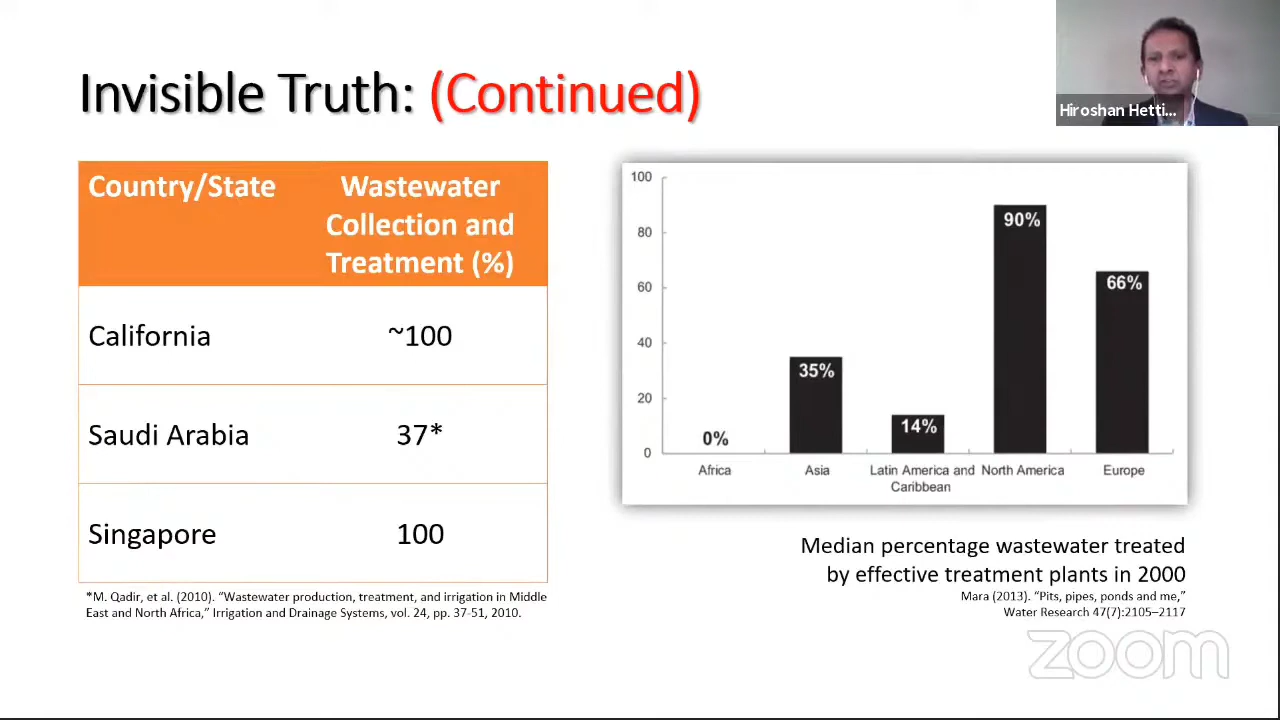 Invisible Truth: (Continued)
Hiroshan Hetti...
Country/State
Wastewater
Collection and
Treatment (%)
California
~100
Saudi Arabia
37*
Singapore
100
*M. Qadir, et al. (2010). “Wastewater production, treatment, and irrigation in Middle
East and North Africa,” Irrigation and Drainage Systems, vol. 24, pp. 37-51, 2010.
100
80
60
40
20
0
0%
35%
14%
90%
66%
Africa
Asia
Latin America and
Caribbean
North America
Europe
Median percentage wastewater treated
by effective treatment plants in 2000
Mara (2013). “Pits, pipes, ponds and me,”
Water Research 47(7):2105–2117
zoom